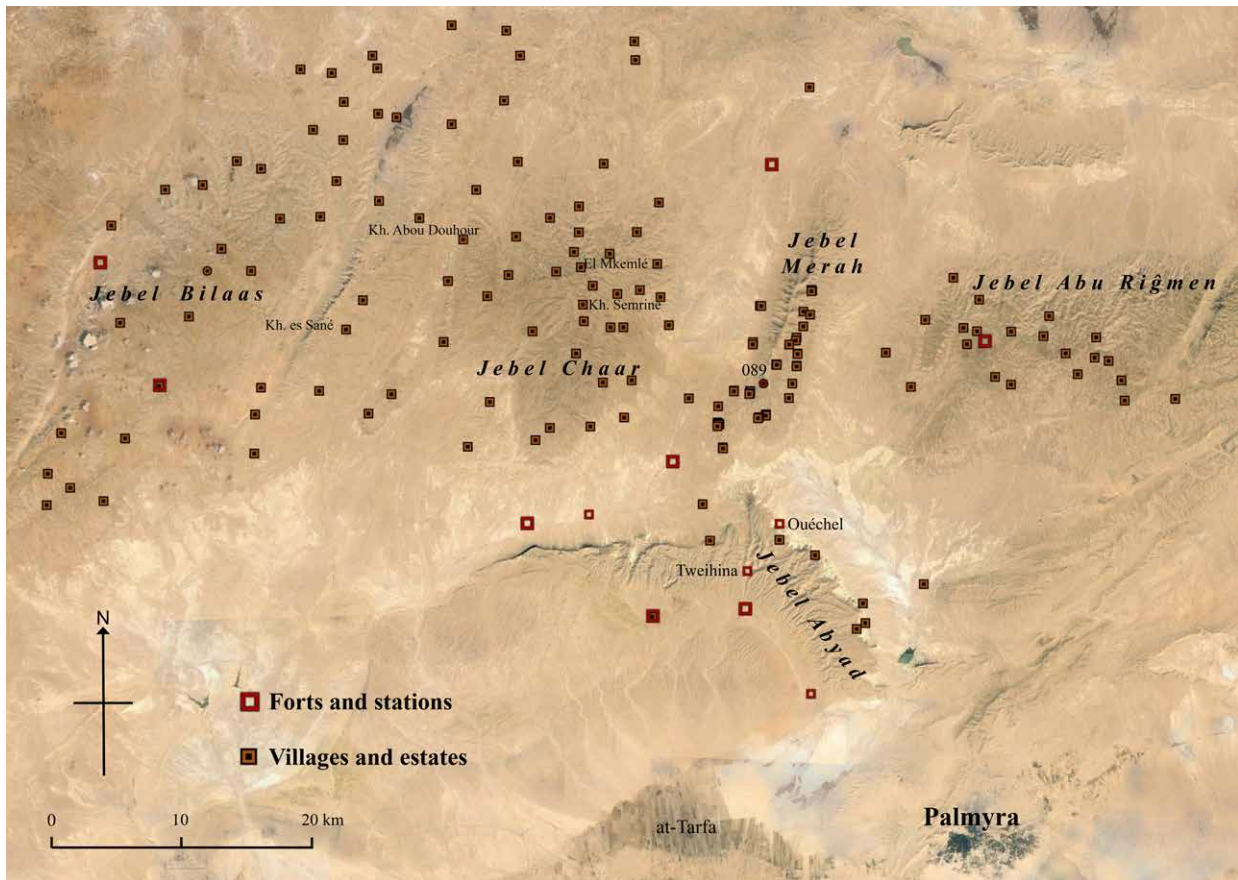 Kh. Abou Douhour
Jebel
Merah
El Mkemlé
Jebel Bilaas
Jebel Abu Riĝmen
Kh. Semrine
Kh. es Sané
Jebel Chaar
089
Ouéchel
Tweihina
Jebel Abyad
N
Forts and stations
Villages and estates
0 10 20 km
at-Tarfa
Palmyra